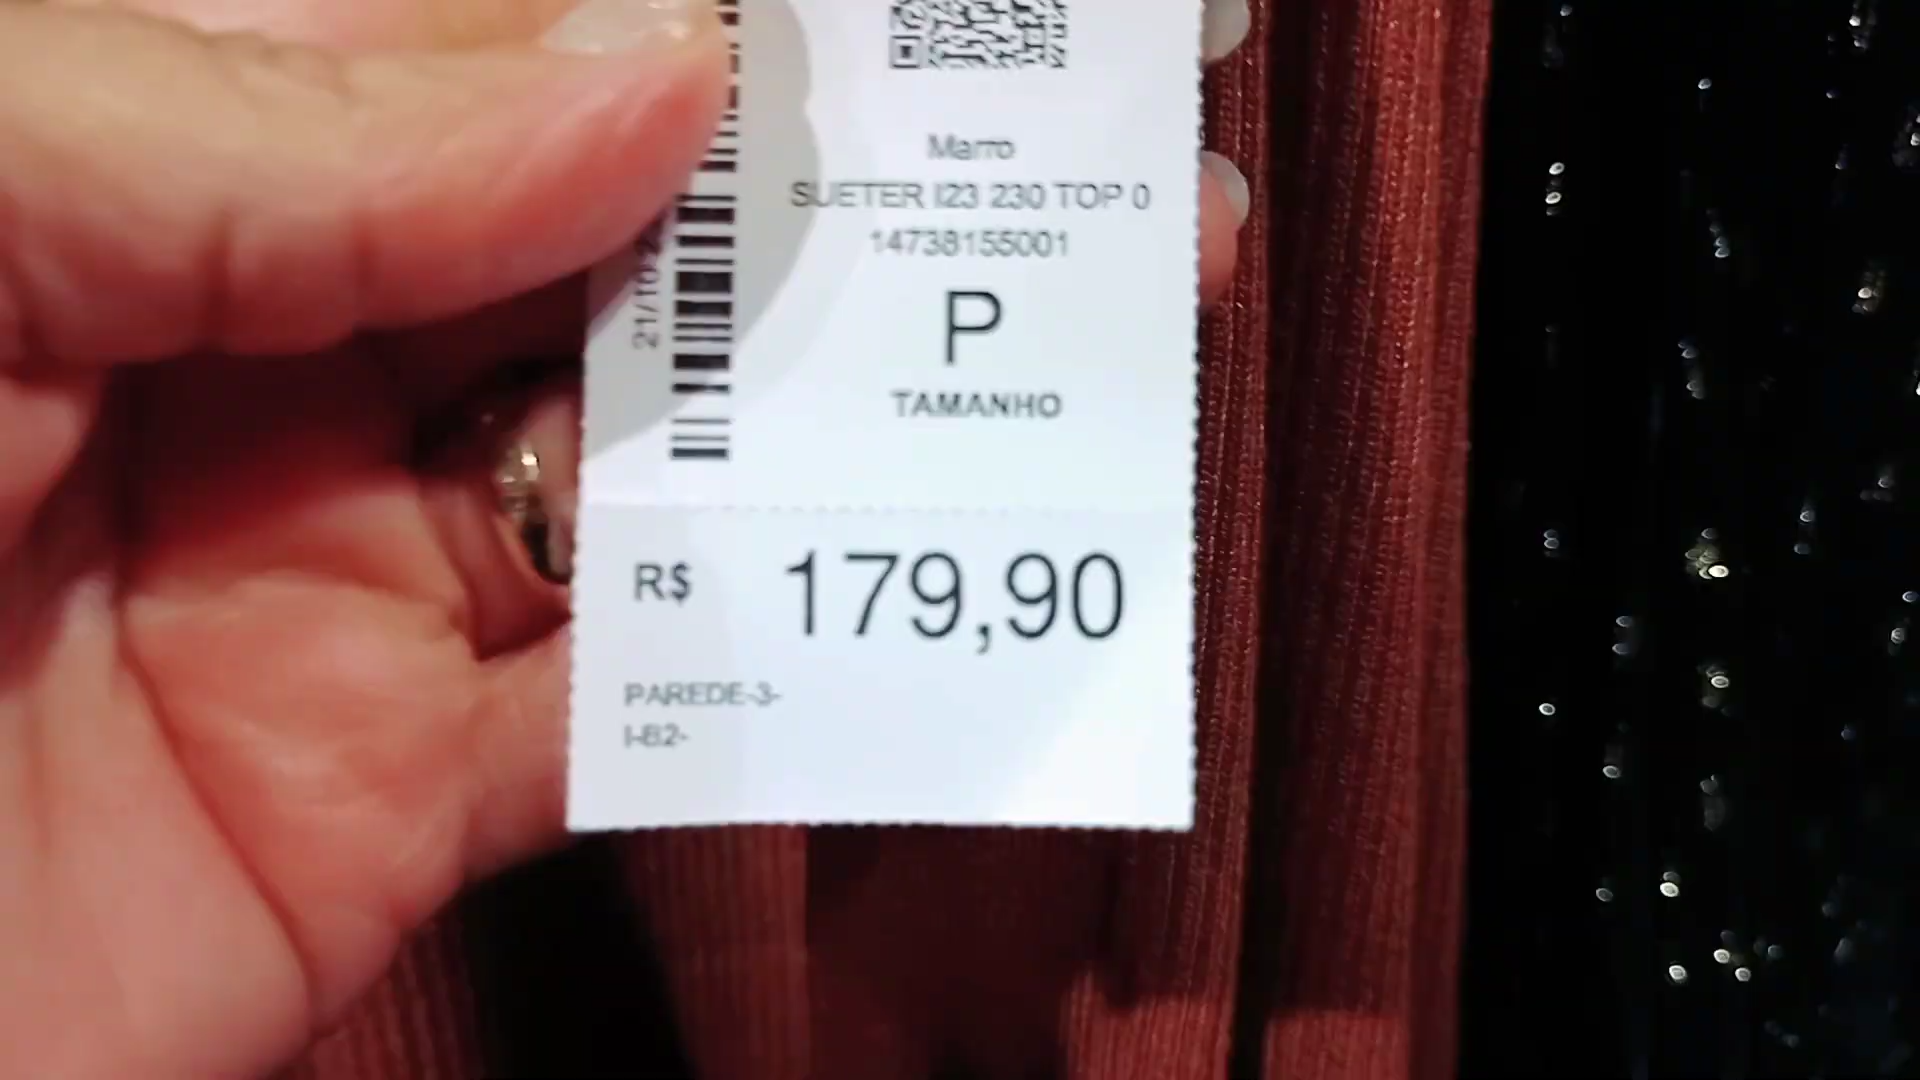 Marro
SUETER I23 230 TOP 0
14738155001
P
TAMANHO
R$ 179,90
PAREDE-3-
I-B2-